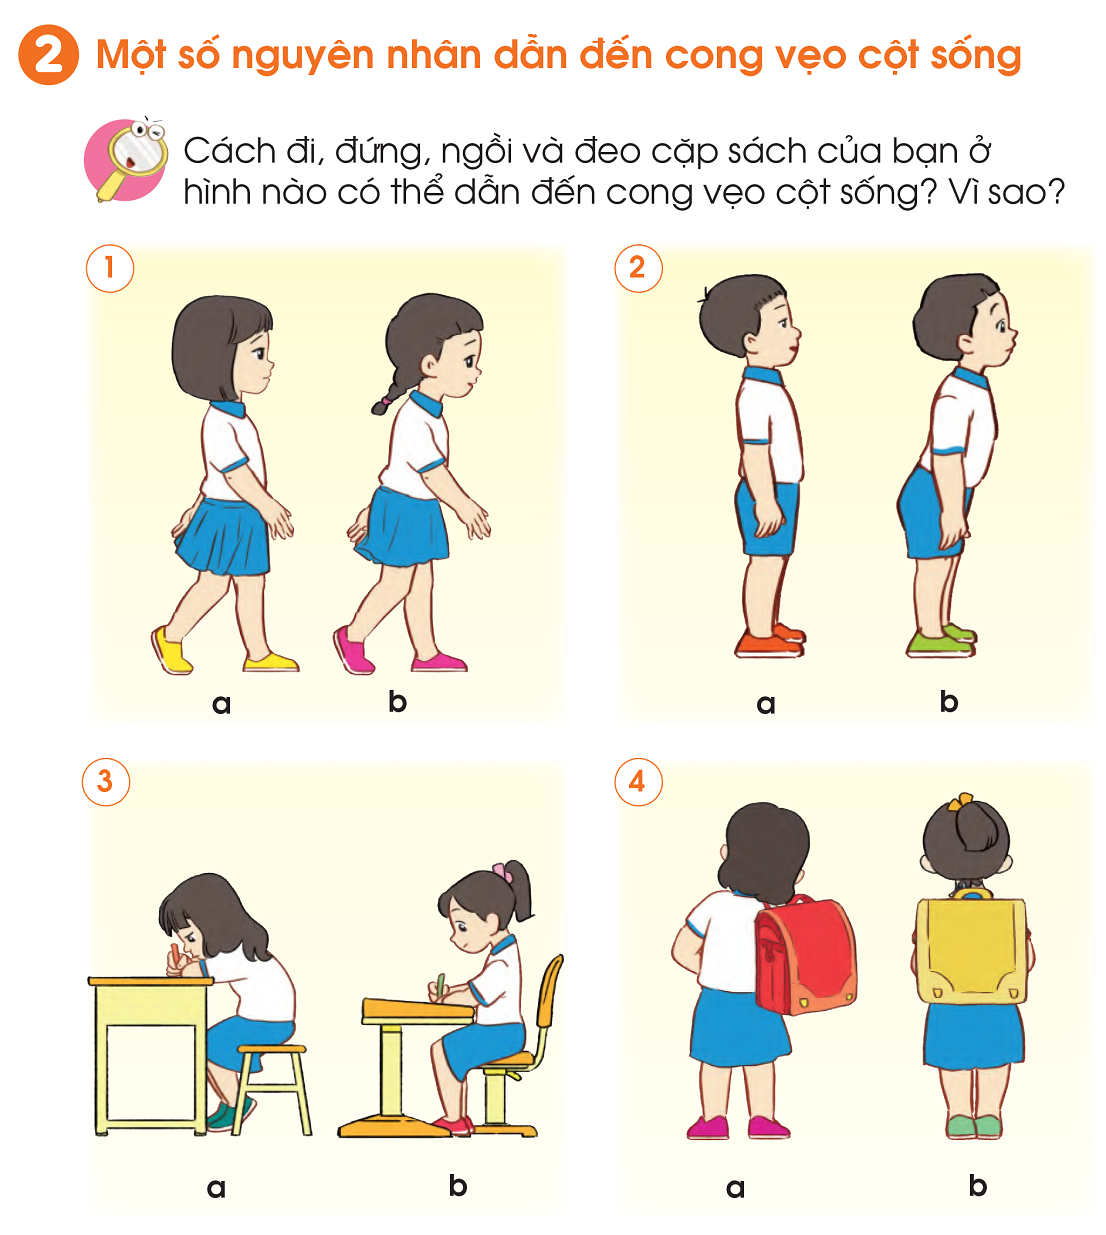 2 Một số nguyên nhân dẫn đến cong vẹo cột sống
Cách đi, đứng, ngồi và đeo cặp sách của bạn ở
hình nào có thể dẫn đến cong vẹo cột sống? Vì sao?
1
a b
2
a b
3
a b
4
a b